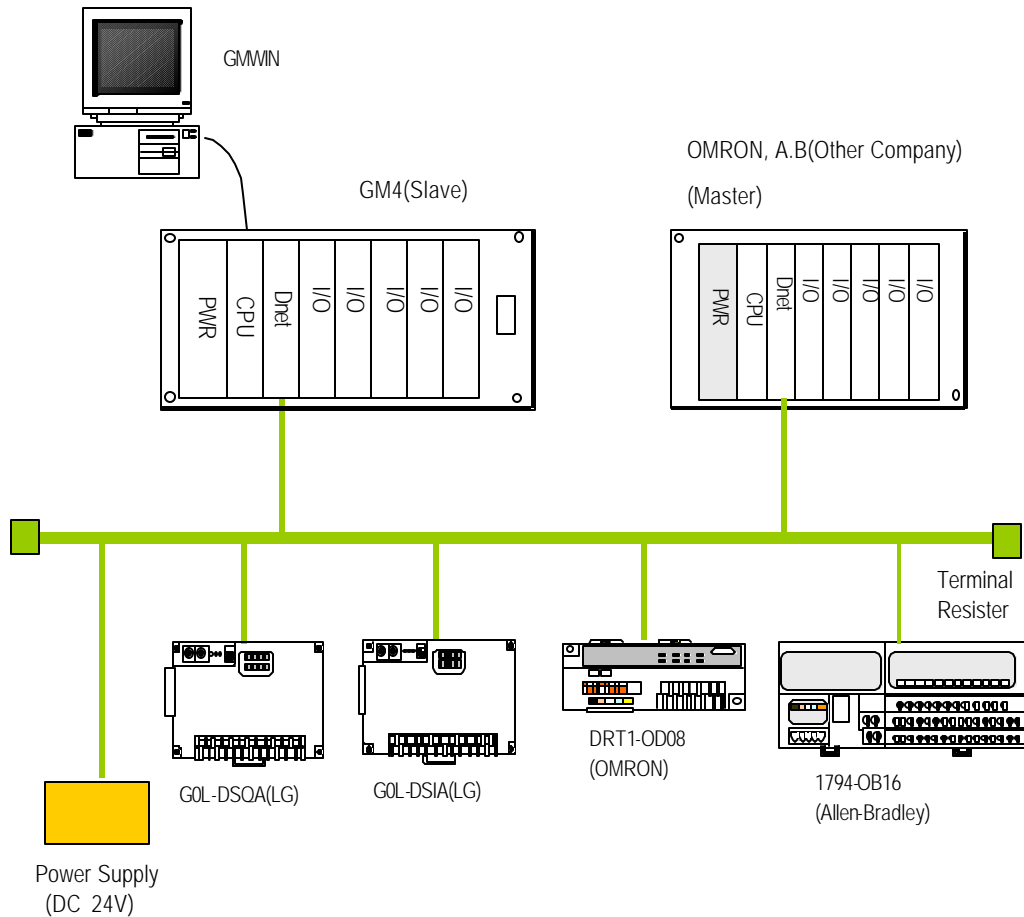 GMWIN
OMRON, A.B(Other Company)
(Master)
GM4(Slave)
PWR
CPU
Dnet
I/O
I/O
I/O
I/O
I/O
PWR
CPU
Dnet
I/O
I/O
I/O
I/O
I/O
Terminal
Resister
G0L-DSQA(LG)
G0L-DSIA(LG)
DRT1-OD08
(OMRON)
1794-OB16
(Allen-Bradley)
Power Supply
(DC 24V)